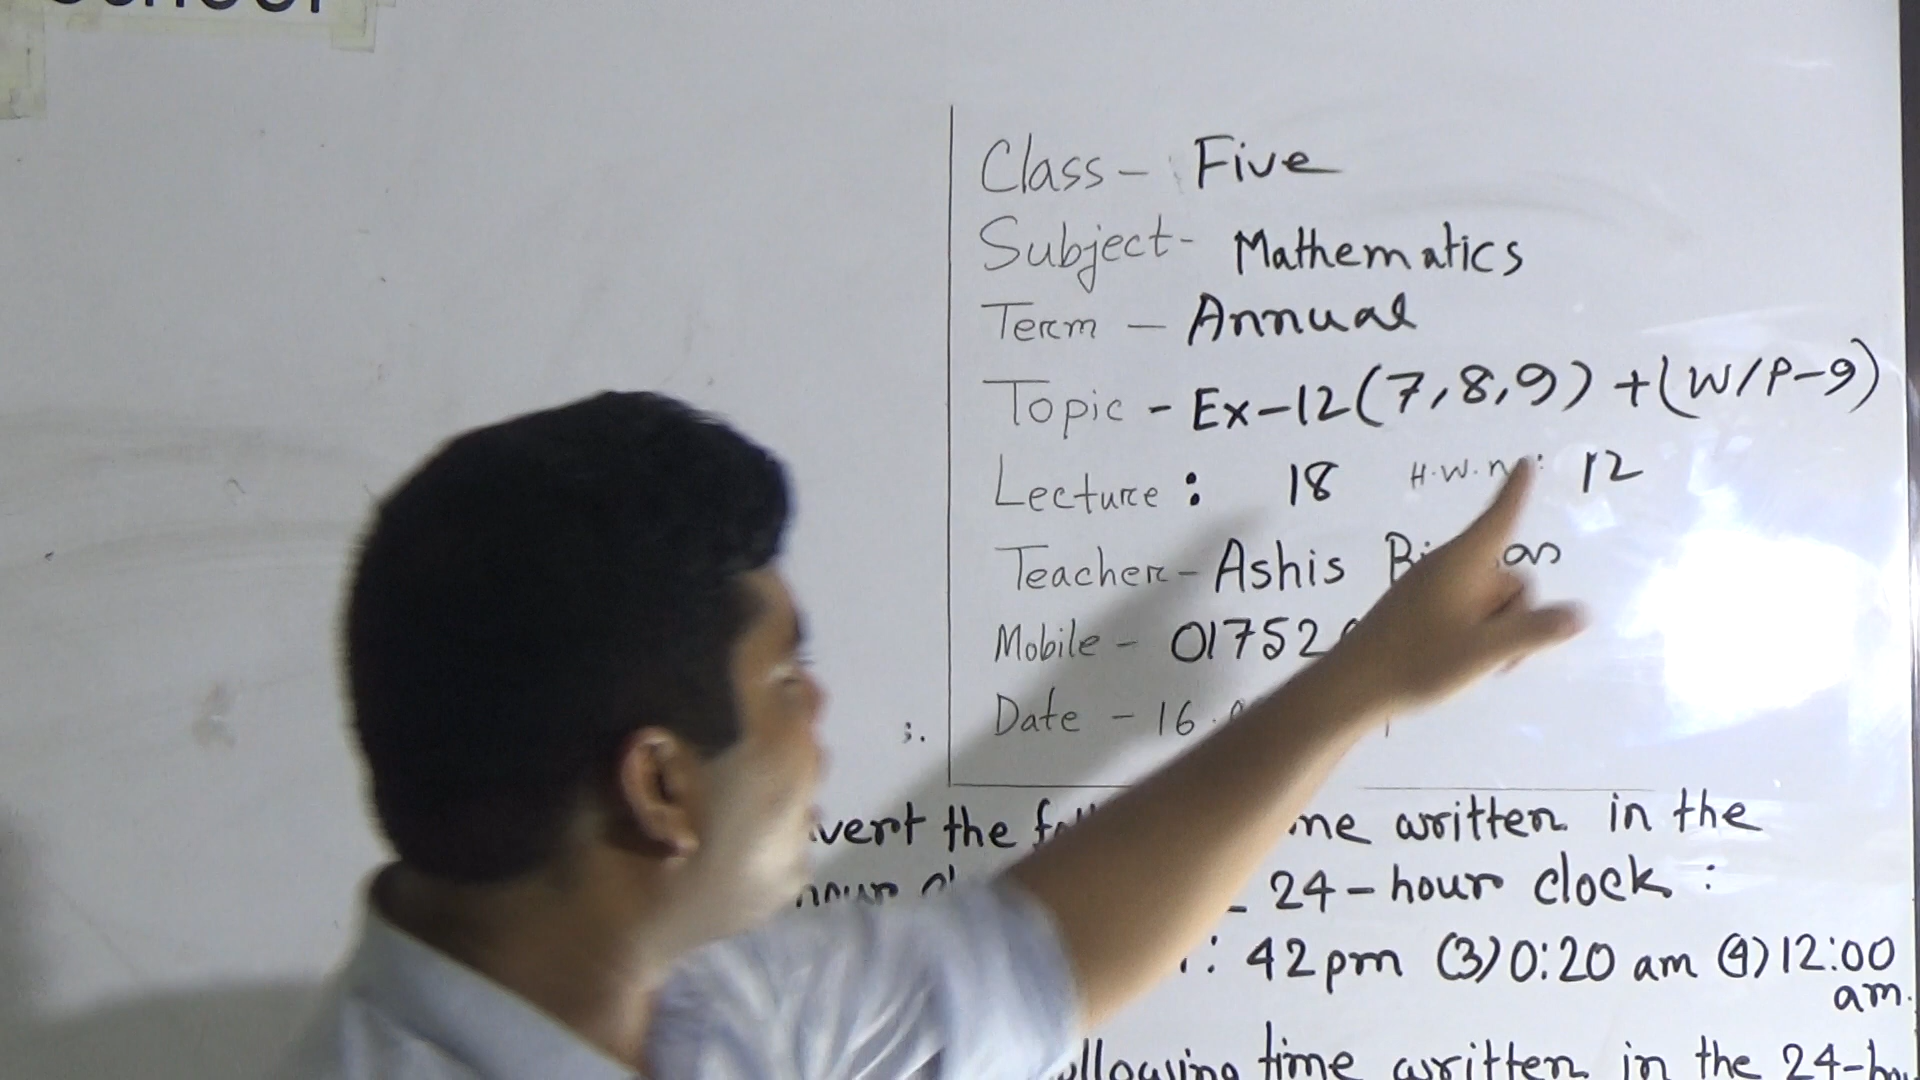 School
Class- Five
Subject- Mathematics
Term - Annual
Topic - Ex-12(7,8,9) +(W/P-9)
Lecture : 18 H.W.n : 12
Teacher- Ashis
Mobile - 01752
Date - 16.
vert the me written in the
24-hour clock :
: 42 pm (3) 0:20 am (4) 12:00
am.
llowing time written in the 24-